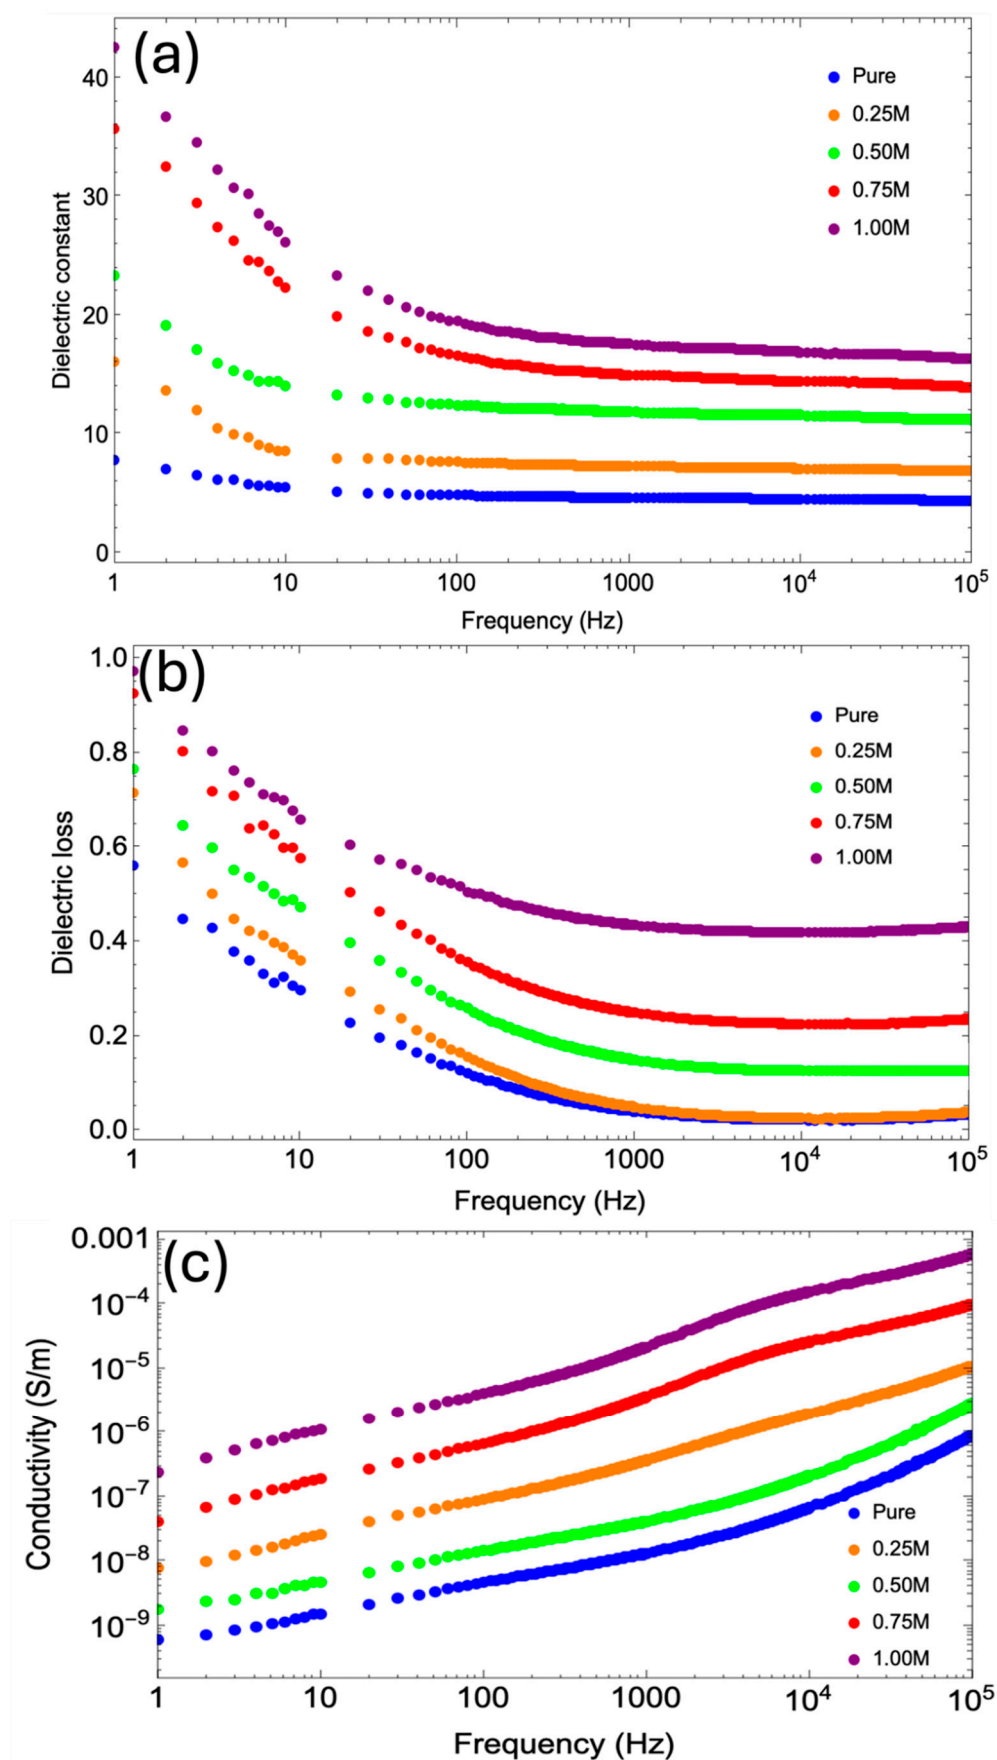 (a)
Dielectric constant
40
30
20
10
0
Pure
0.25M
0.50M
0.75M
1.00M
1 10 100 1000 10⁴ 10⁵
Frequency (Hz)
(b)
Dielectric loss
1.0
0.8
0.6
0.4
0.2
0.0
Pure
0.25M
0.50M
0.75M
1.00M
1 10 100 1000 10⁴ 10⁵
Frequency (Hz)
(c)
Conductivity (S/m)
0.001
10⁻⁴
10⁻⁵
10⁻⁶
10⁻⁷
10⁻⁸
10⁻⁹
Pure
0.25M
0.50M
0.75M
1.00M
1 10 100 1000 10⁴ 10⁵
Frequency (Hz)